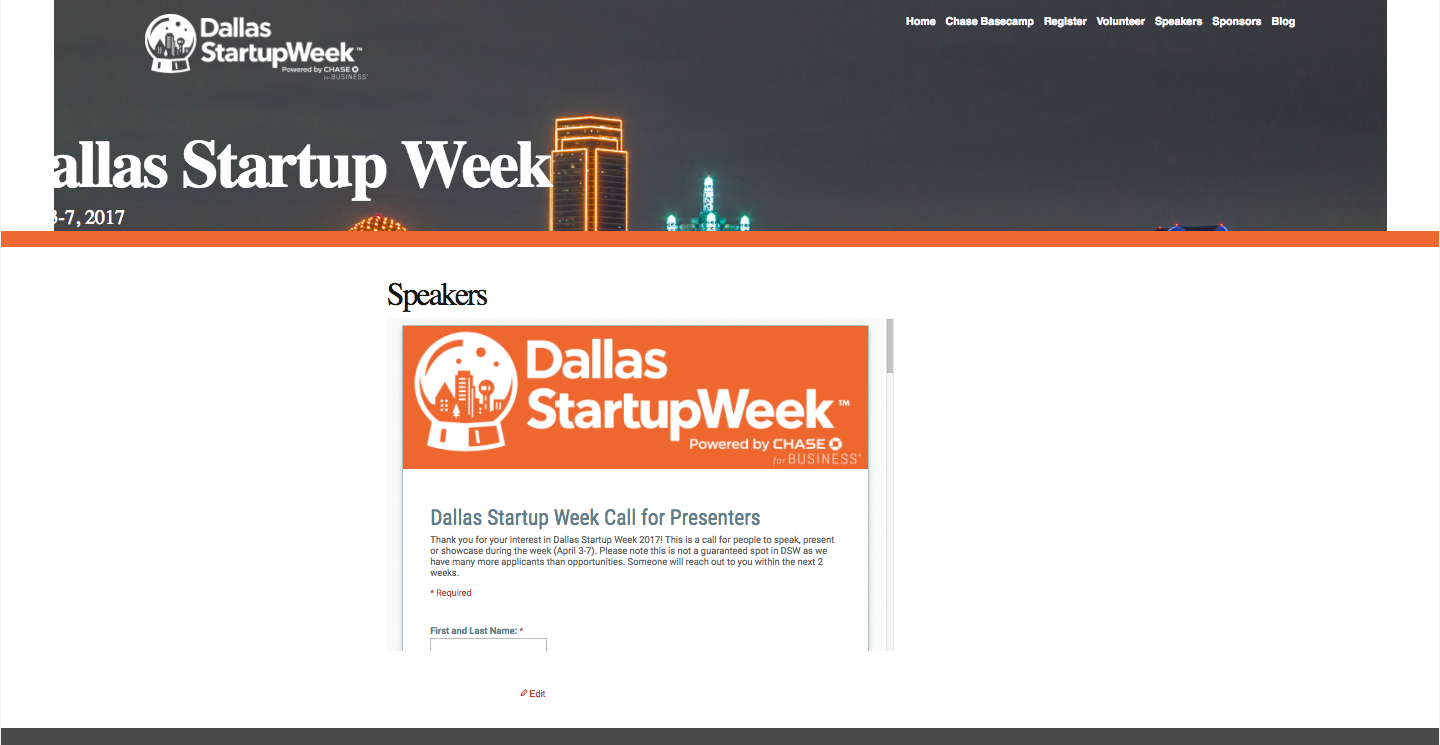 Dallas
StartupWeek™
Powered by CHASE
for BUSINESS®
Home Chase Basecamp Register Volunteer Speakers Sponsors Blog
allas Startup Week
3-7, 2017
Speakers
Dallas
StartupWeek™
Powered by CHASE
for BUSINESS®
Dallas Startup Week Call for Presenters
Thank you for your interest in Dallas Startup Week 2017! This is a call for people to speak, present
or showcase during the week (April 3-7). Please note this is not a guaranteed spot in DSW as we
have many more applicants than opportunities. Someone will reach out to you within the next 2
weeks.
* Required
First and Last Name: *
Edit